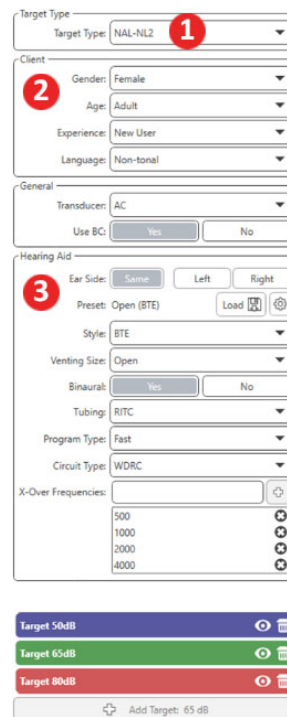 Target Type
Target Type: NAL-NL2
1
Client
2
Gender: Female
Age: Adult
Experience: New User
Language: Non-tonal
General
Transducer: AC
Use BC: Yes No
Hearing Aid
3
Ear Side: Same Left Right
Preset: Open (BTE) Load
Style: BTE
Venting Size: Open
Binaural: Yes No
Tubing: RITC
Program Type: Fast
Circuit Type: WDRC
X-Over Frequencies:
500
1000
2000
4000
Target 50dB
Target 65dB
Target 80dB
Add Target: 65 dB